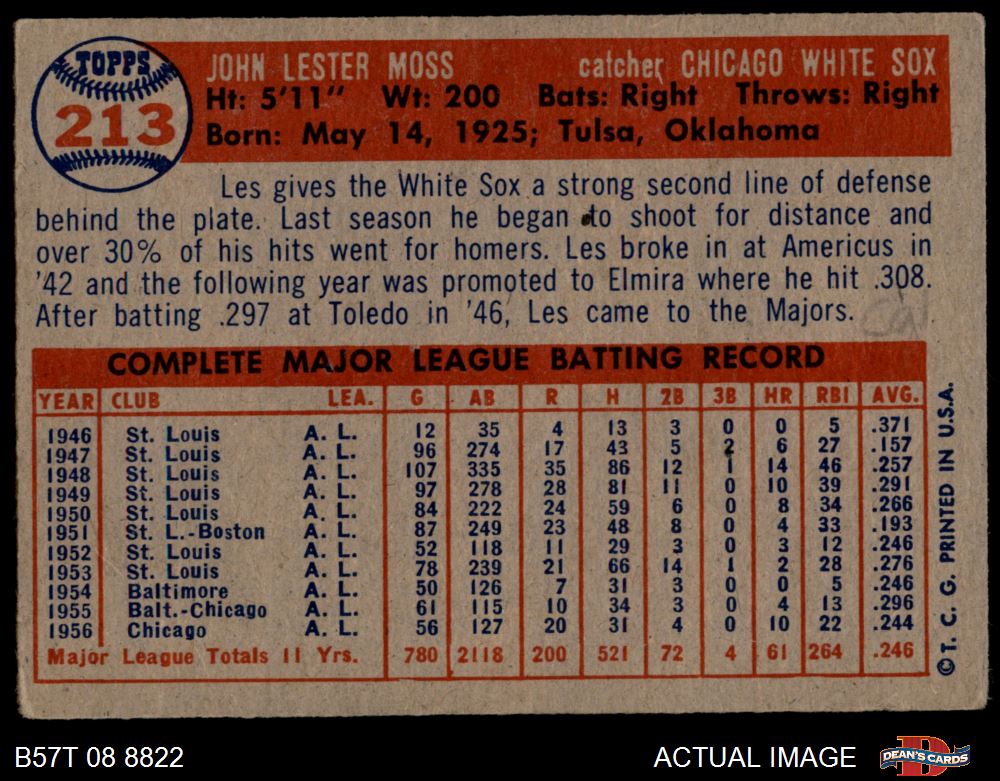 TOPPS
213
JOHN LESTER MOSS catcher CHICAGO WHITE SOX
Ht: 5'11" Wt: 200 Bats: Right Throws: Right
Born: May 14, 1925; Tulsa, Oklahoma
Les gives the White Sox a strong second line of defense
behind the plate. Last season he began to shoot for distance and
over 30% of his hits went for homers. Les broke in at Americus in
'42 and the following year was promoted to Elmira where he hit .308.
After batting .297 at Toledo in '46, Les came to the Majors.
COMPLETE MAJOR LEAGUE BATTING RECORD
YEAR CLUB LEA. G AB R H 2B 3B HR RBI AVG.
1946 St. Louis A. L. 12 35 4 13 3 0 0 5 .371
1947 St. Louis A. L. 96 274 17 43 5 2 6 27 .157
1948 St. Louis A. L. 107 335 35 86 12 1 14 46 .257
1949 St. Louis A. L. 97 278 28 81 11 0 10 39 .291
1950 St. Louis A. L. 84 222 24 59 6 0 8 34 .266
1951 St. L.-Boston A. L. 87 249 23 48 8 0 4 33 .193
1952 St. Louis A. L. 52 118 11 29 3 0 3 12 .246
1953 St. Louis A. L. 78 239 21 66 14 1 2 28 .276
1954 Baltimore A. L. 50 126 7 31 3 0 0 5 .246
1955 Balt.-Chicago A. L. 61 115 10 34 3 0 4 13 .296
1956 Chicago A. L. 56 127 20 31 4 0 10 22 .244
Major League Totals 11 Yrs. 780 2118 200 521 72 4 61 264 .246
©T. C. G. PRINTED IN U.S.A.
B57T 08 8822 ACTUAL IMAGE
DEAN'S CARDS